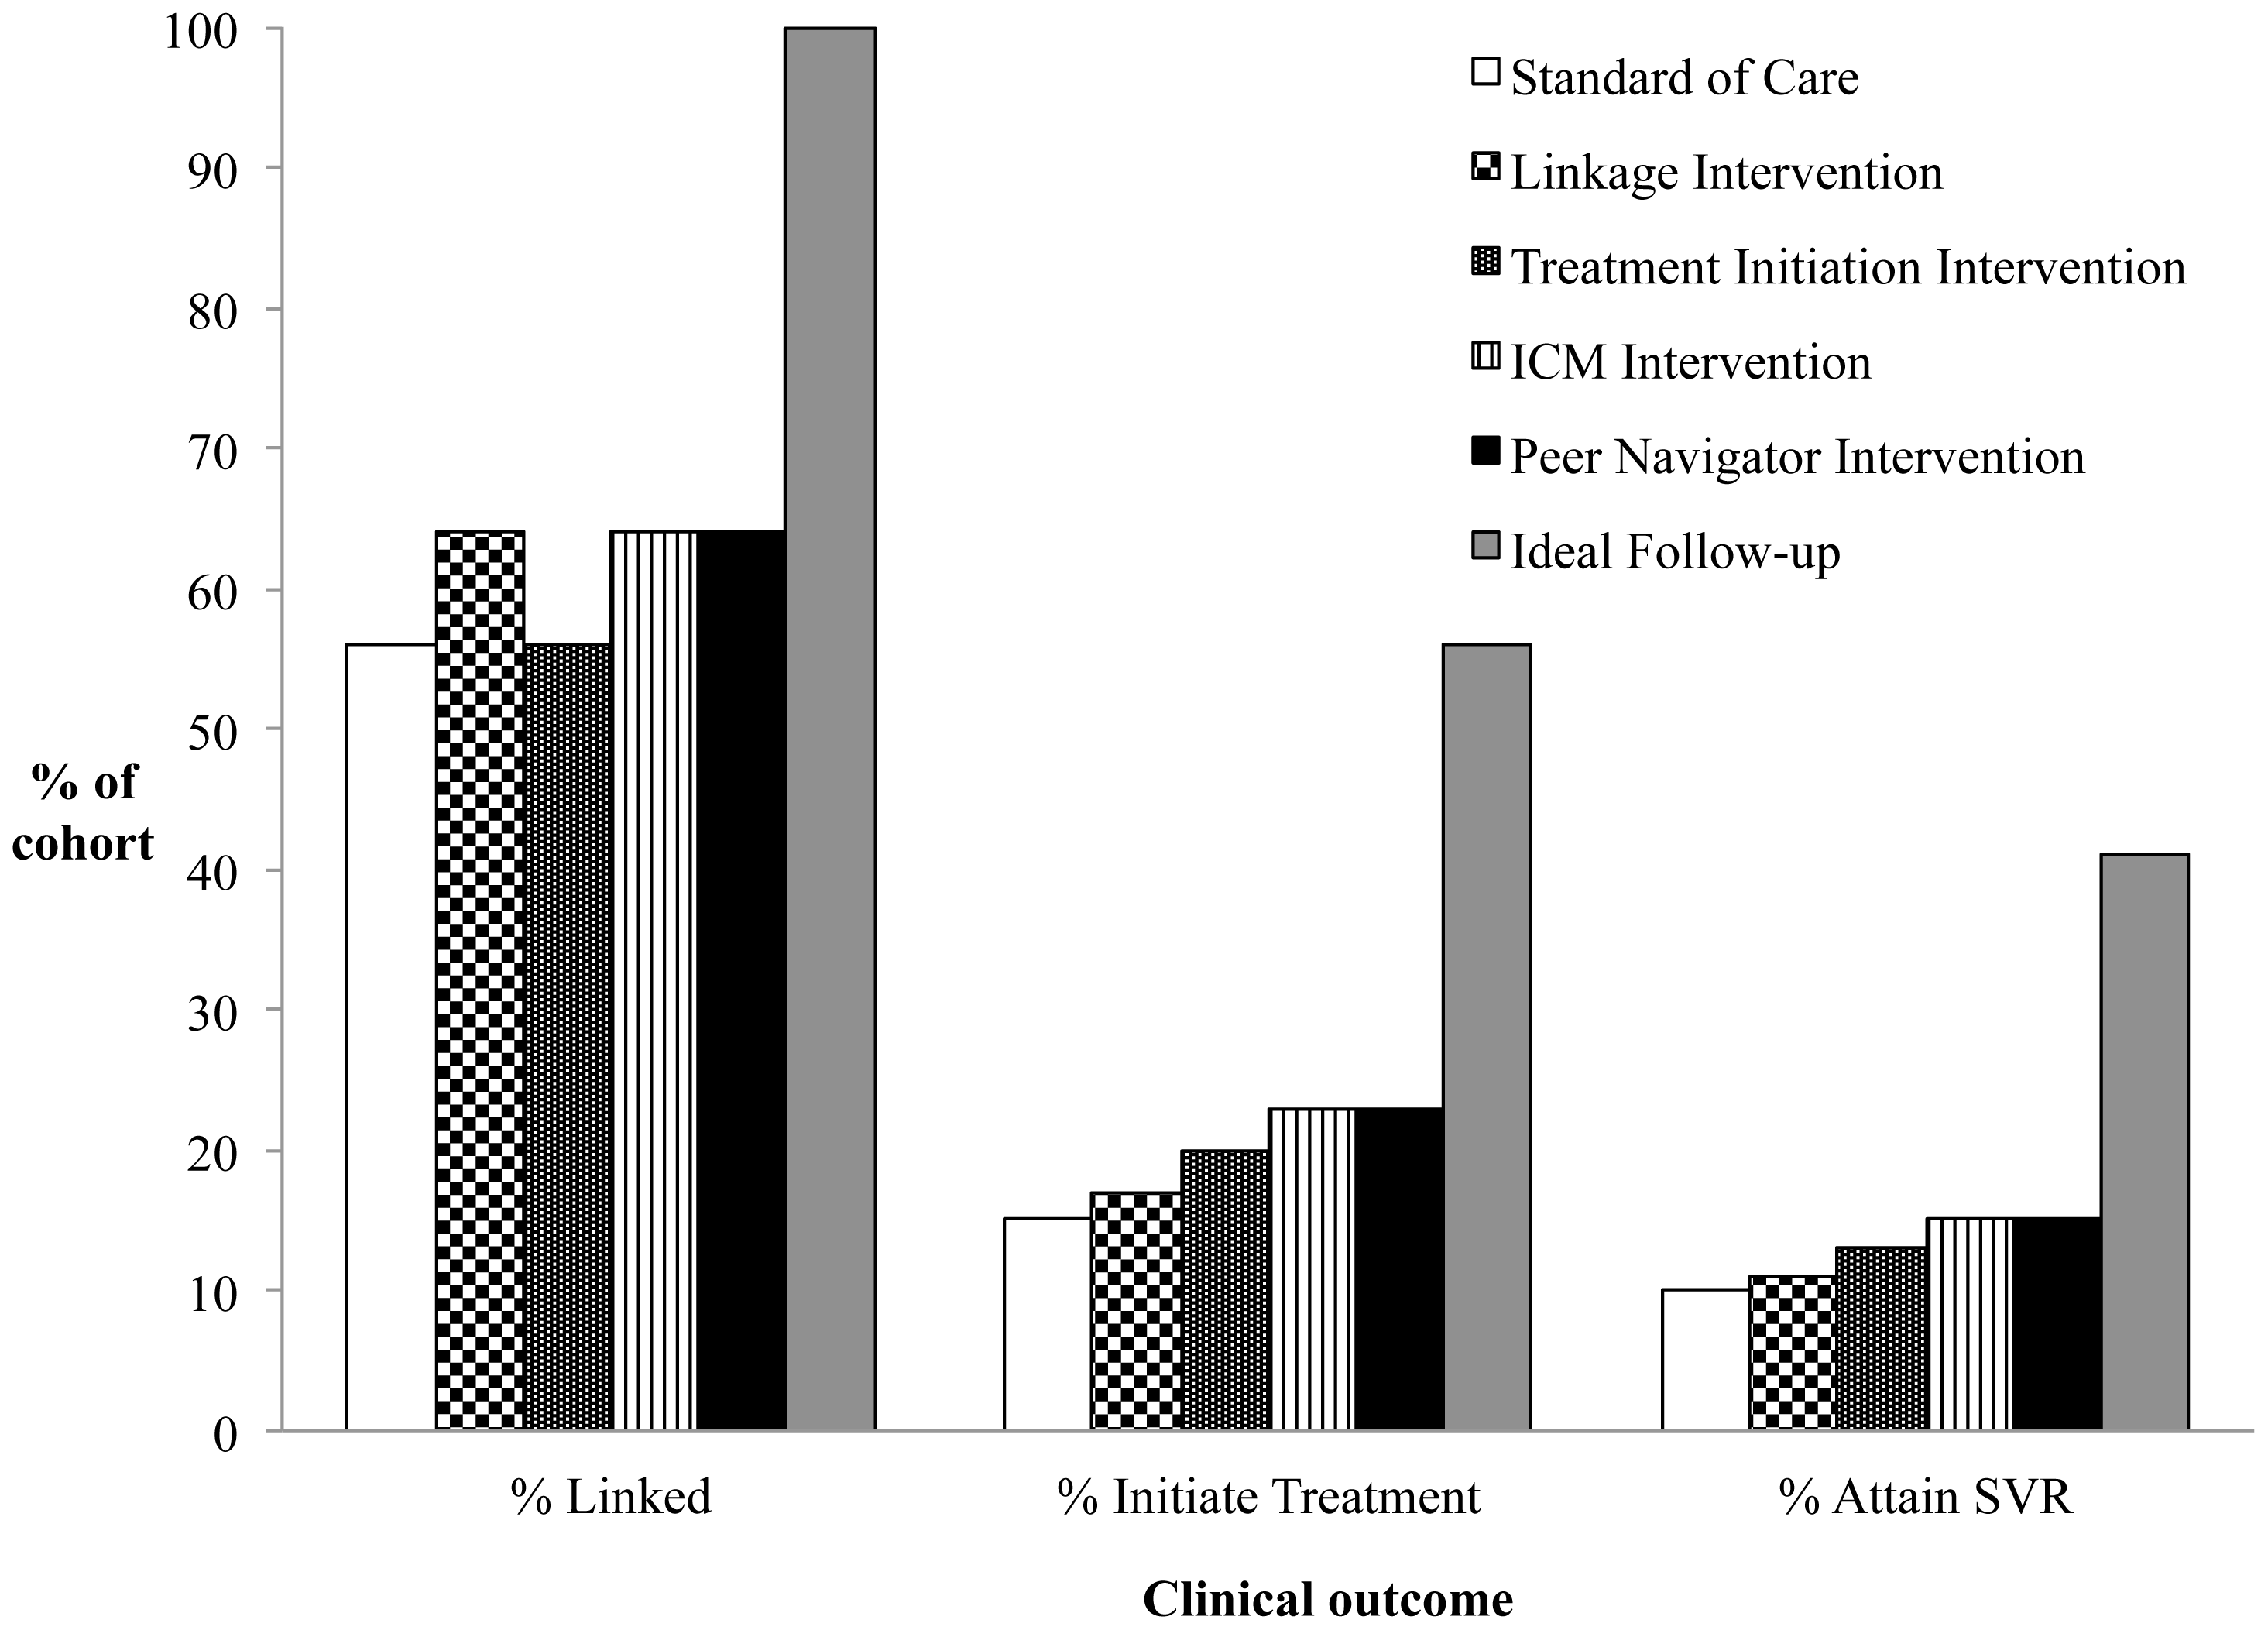 100
90
80
70
60
50
40
30
20
10
0
% of
cohort
Standard of Care
Linkage Intervention
Treatment Initiation Intervention
ICM Intervention
Peer Navigator Intervention
Ideal Follow-up
% Linked
% Initiate Treatment
% Attain SVR
Clinical outcome